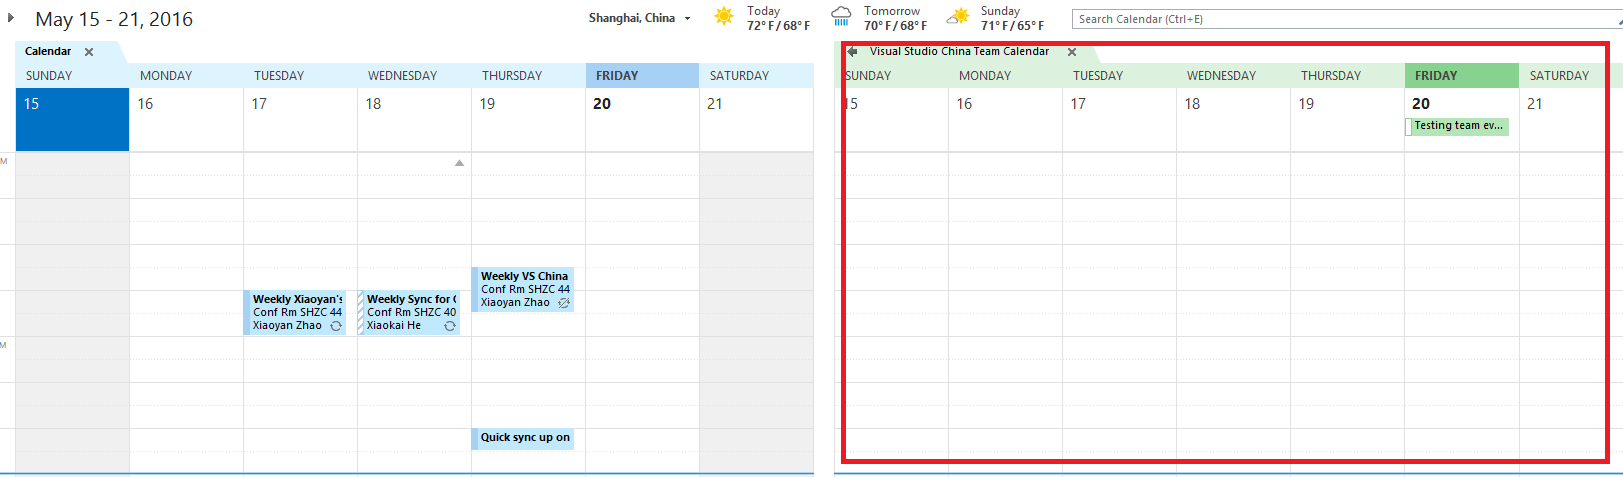 May 15 - 21, 2016
Shanghai, China
Today
72° F / 68° F
Tomorrow
70° F / 68° F
Sunday
71° F / 65° F
Search Calendar (Ctrl+E)
Calendar
SUNDAY MONDAY TUESDAY WEDNESDAY THURSDAY FRIDAY SATURDAY
15 16 17 18 19 20 21
M
Weekly Xiaoyan's
Conf Rm SHZC 44
Xiaoyan Zhao
Weekly Sync for
Conf Rm SHZC 40
Xiaokai He
Weekly VS China
Conf Rm SHZC 44
Xiaoyan Zhao
M
Quick sync up on
Visual Studio China Team Calendar
SUNDAY MONDAY TUESDAY WEDNESDAY THURSDAY FRIDAY SATURDAY
15 16 17 18 19 20 21
Testing team ev...